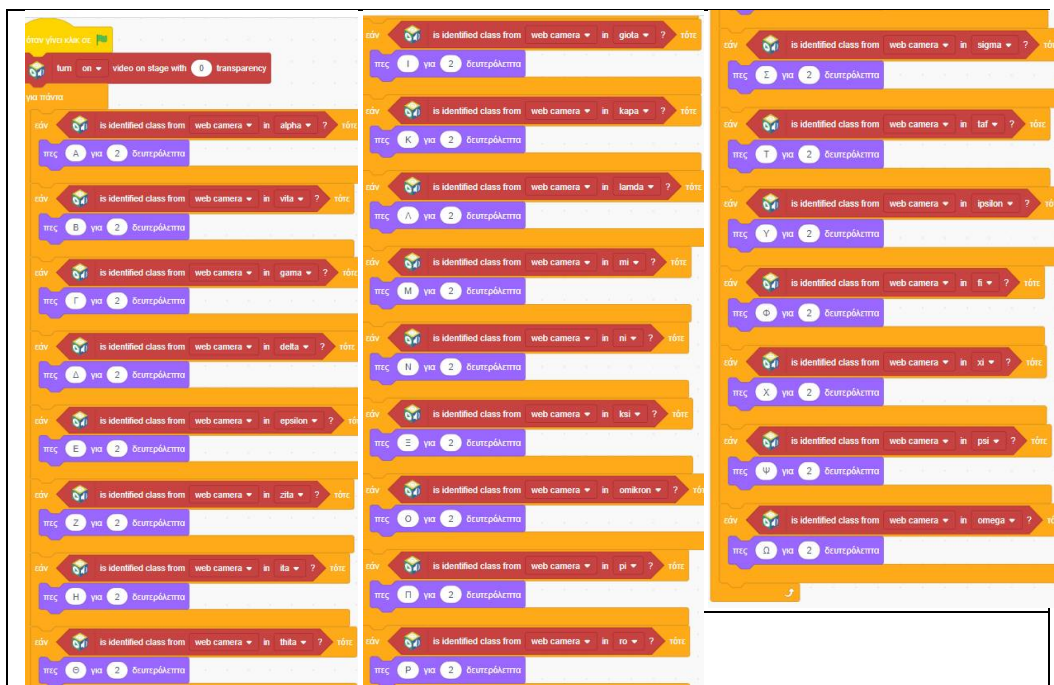 όταν γίνει κλικ σε
turn on video on stage with 0 transparency
για πάντα
εάν is identified class from web camera in alpha ? τότε
πες Α για 2 δευτερόλεπτα
εάν is identified class from web camera in vita ? τότε
πες Β για 2 δευτερόλεπτα
εάν is identified class from web camera in gama ? τότε
πες Γ για 2 δευτερόλεπτα
εάν is identified class from web camera in delta ? τότε
πες Δ για 2 δευτερόλεπτα
εάν is identified class from web camera in epsilon ? τό
πες Ε για 2 δευτερόλεπτα
εάν is identified class from web camera in zita ? τότε
πες Ζ για 2 δευτερόλεπτα
εάν is identified class from web camera in ita ? τότε
πες Η για 2 δευτερόλεπτα
εάν is identified class from web camera in thita ? τότε
πες Θ για 2 δευτερόλεπτα
εάν is identified class from web camera in giota ? τότε
πες Ι για 2 δευτερόλεπτα
εάν is identified class from web camera in kapa ? τότε
πες Κ για 2 δευτερόλεπτα
εάν is identified class from web camera in lamda ? τότε
πες Λ για 2 δευτερόλεπτα
εάν is identified class from web camera in mi ? τότε
πες Μ για 2 δευτερόλεπτα
εάν is identified class from web camera in ni ? τότε
πες Ν για 2 δευτερόλεπτα
εάν is identified class from web camera in ksi ? τότε
πες Ξ για 2 δευτερόλεπτα
εάν is identified class from web camera in omikron ? τό
πες Ο για 2 δευτερόλεπτα
εάν is identified class from web camera in pi ? τότε
πες Π για 2 δευτερόλεπτα
εάν is identified class from web camera in ro ? τότε
πες Ρ για 2 δευτερόλεπτα
εάν is identified class from web camera in sigma ? τό
πες Σ για 2 δευτερόλεπτα
εάν is identified class from web camera in taf ? τότε
πες Τ για 2 δευτερόλεπτα
εάν is identified class from web camera in ipsilon ? τό
πες Υ για 2 δευτερόλεπτα
εάν is identified class from web camera in fi ? τότε
πες Φ για 2 δευτερόλεπτα
εάν is identified class from web camera in xi ? τότε
πες Χ για 2 δευτερόλεπτα
εάν is identified class from web camera in psi ? τότε
πες Ψ για 2 δευτερόλεπτα
εάν is identified class from web camera in omega ? τό
πες Ω για 2 δευτερόλεπτα